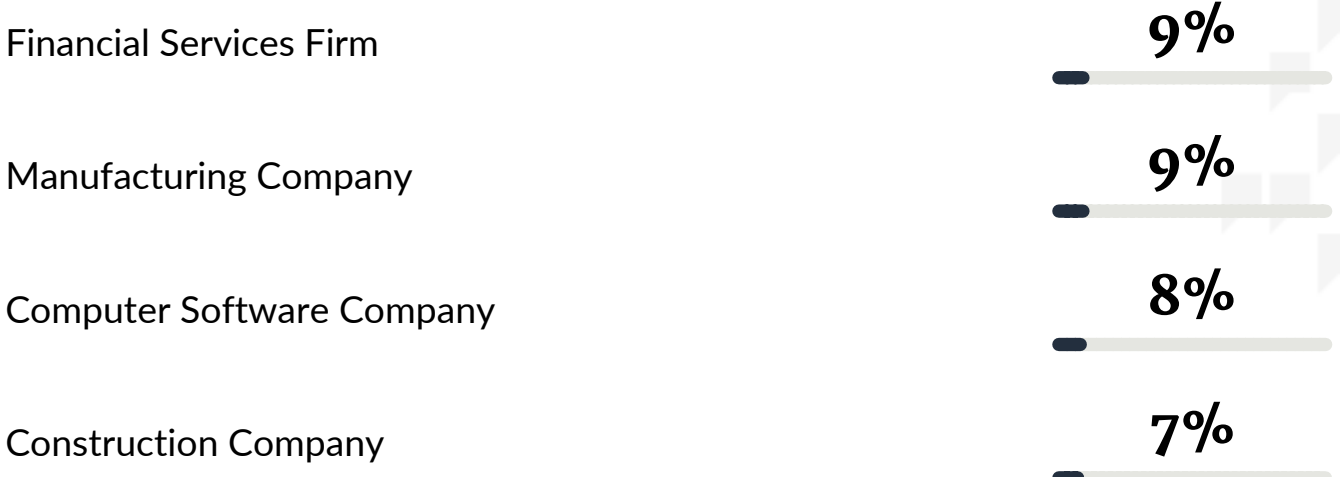 Financial Services Firm 9%
Manufacturing Company 9%
Computer Software Company 8%
Construction Company 7%